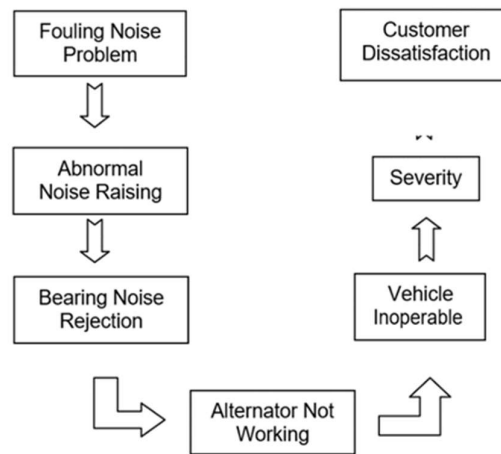 Fouling Noise
Problem
Abnormal
Noise Raising
Bearing Noise
Rejection
Alternator Not
Working
Vehicle
Inoperable
Severity
Customer
Dissatisfaction